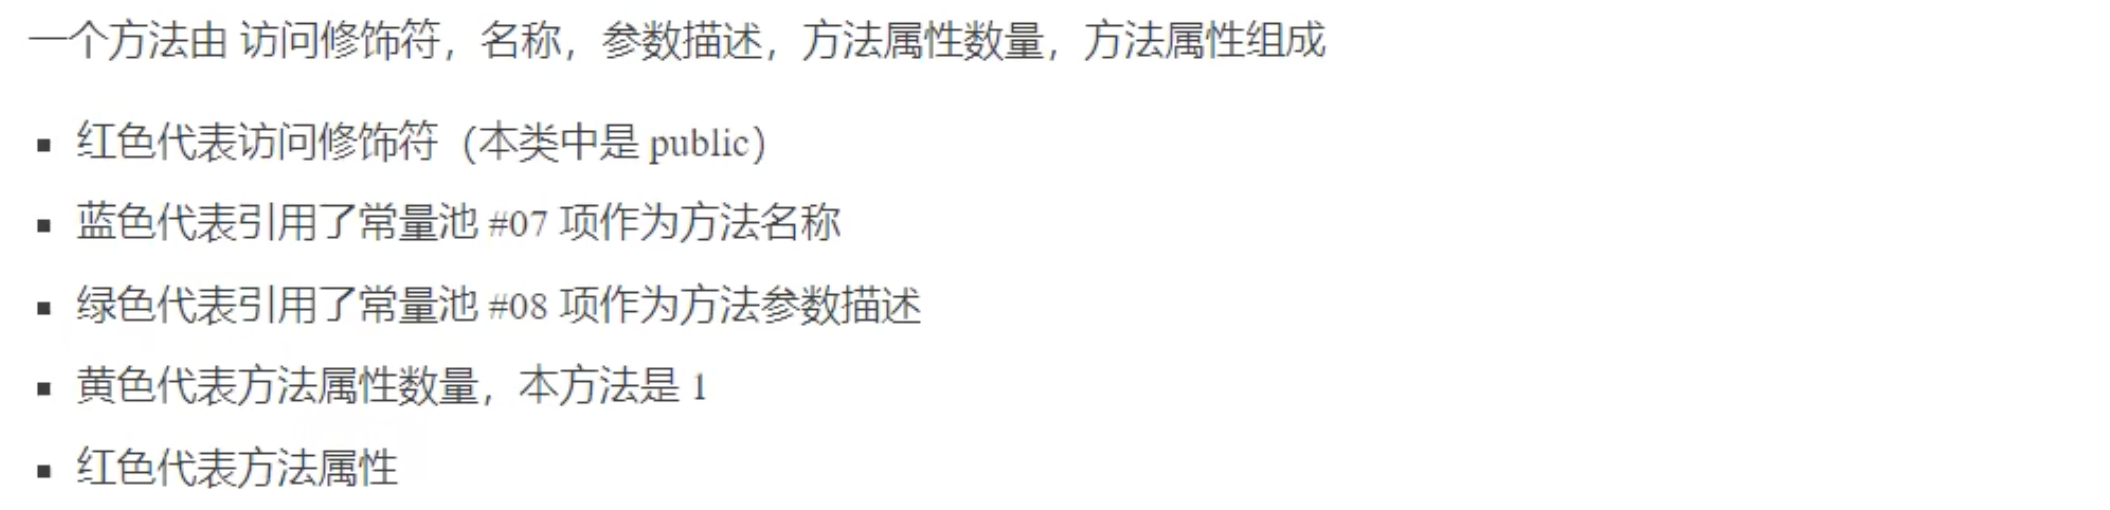 一个方法由 访问修饰符，名称，参数描述，方法属性数量，方法属性组成
▪ 红色代表访问修饰符（本类中是 public）
▪ 蓝色代表引用了常量池 #07 项作为方法名称
▪ 绿色代表引用了常量池 #08 项作为方法参数描述
▪ 黄色代表方法属性数量，本方法是 1
▪ 红色代表方法属性